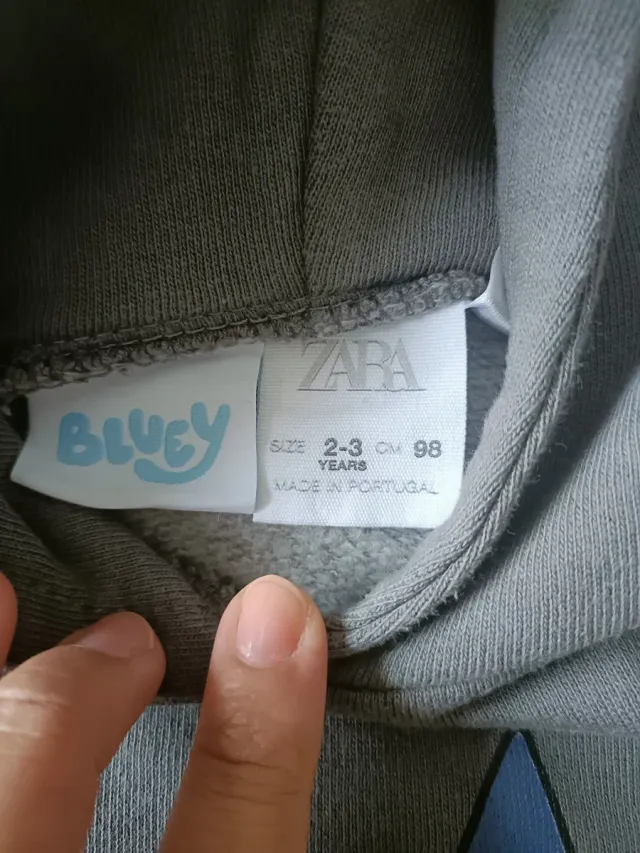 BLUEY
ZARA
SIZE 2-3 CM 98
YEARS
MADE IN PORTUGAL